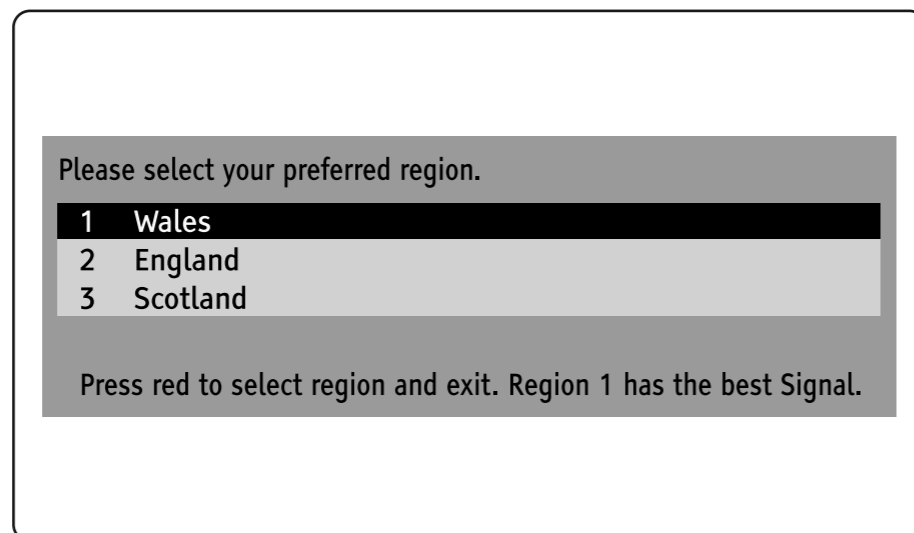 Please select your preferred region.
1 Wales
2 England
3 Scotland
Press red to select region and exit. Region 1 has the best Signal.